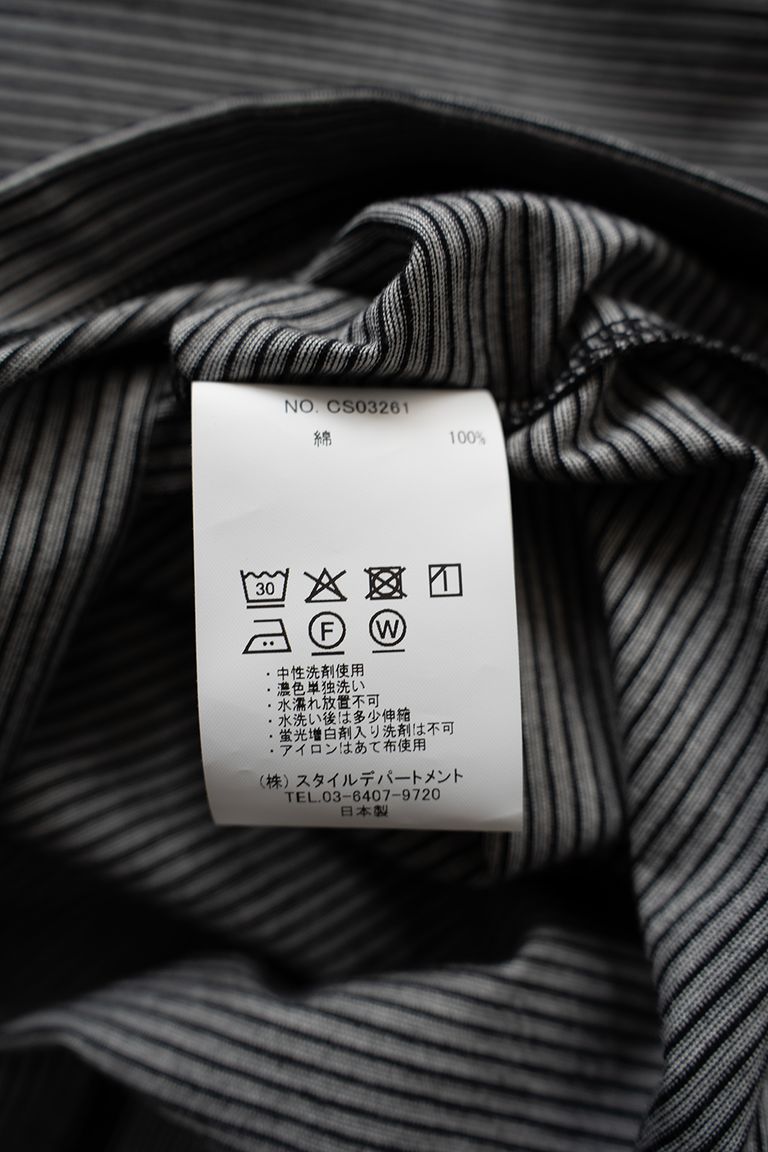 NO. CS03261
綿 100%
30
F W
・中性洗剤使用
・濃色単独洗い
・水濡れ放置不可
・水洗い後は多少伸縮
・蛍光増白剤入り洗剤は不可
・アイロンはあて布使用
(株)スタイルデパートメント
TEL.03-6407-9720
日本製